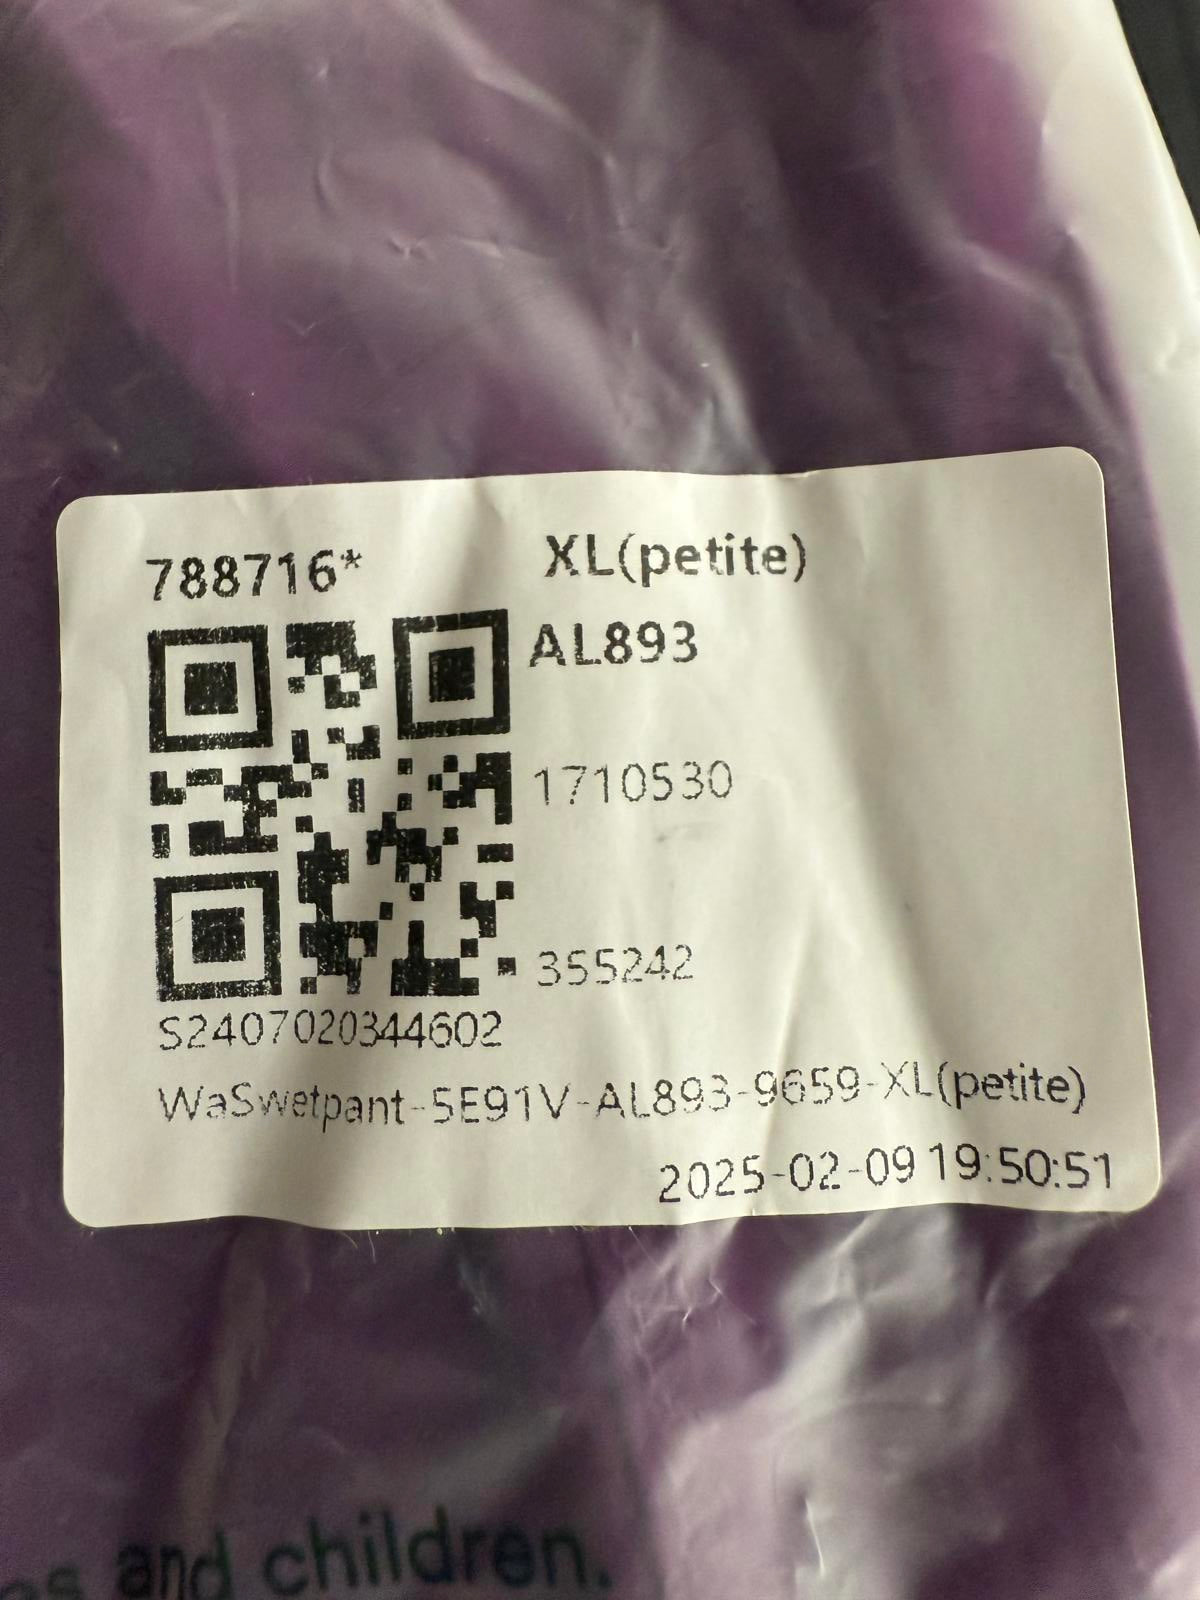 788716*
XL(petite)
AL893
1710530
355242
S2407020344602
WaSwetpant-5E91V-AL893-9659-XL(petite)
2025-02-09 19:50:51
and children.